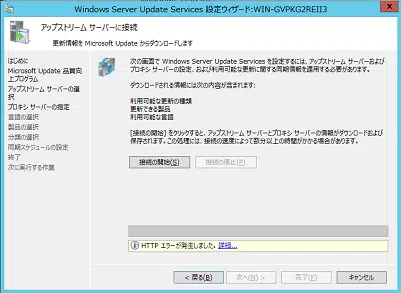 Windows Server Update Services 設定ウィザード:WIN-GVPKG2REII3
アップストリーム サーバーに接続
更新情報を Microsoft Update からダウンロードします
はじめに
Microsoft Update 品質向
上プログラム
アップストリーム サーバーの選
択
プロキシ サーバーの指定
言語の選択
製品の選択
分類の選択
同期スケジュールの設定
終了
次に実行する作業
次の画面で Windows Server Update Services を設定するには、アップストリーム サーバーおよび
プロキシ サーバーの設定、および利用可能な更新に関する同期情報を適用する必要があります。
ダウンロードされる情報には次の内容が含まれます:
利用可能な更新の種類
更新できる製品
利用可能な言語
[接続の開始] をクリックすると、アップストリーム サーバーとプロキシ サーバーの情報がダウンロードおよび
保存されます。この処理には、接続の速度によって数分以上の時間がかかる場合があります。
接続の開始(S)
接続の停止(P)
HTTP エラーが発生しました。 詳細...
< 戻る(B)
次へ(N) >
完了(F)
キャンセル